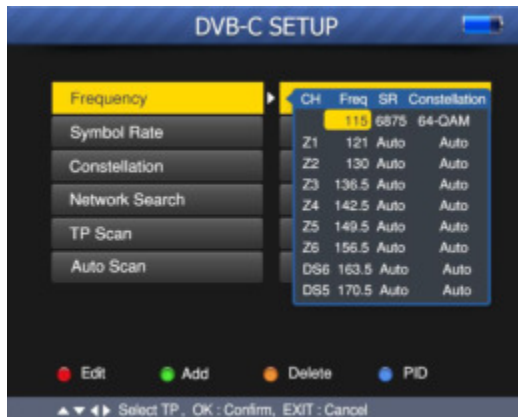 DVB-C SETUP
Frequency
Symbol Rate
Constellation
Network Search
TP Scan
Auto Scan
CH Freq SR Constellation
115 6875 64-QAM
Z1 121 Auto Auto
Z2 130 Auto Auto
Z3 136.5 Auto Auto
Z4 142.5 Auto Auto
Z5 149.5 Auto Auto
Z6 156.5 Auto Auto
DS6 163.5 Auto Auto
DS5 170.5 Auto Auto
Edit Add Delete PID
▲ ▼ ◀ ▶ Select TP, OK : Confirm, EXIT : Cancel